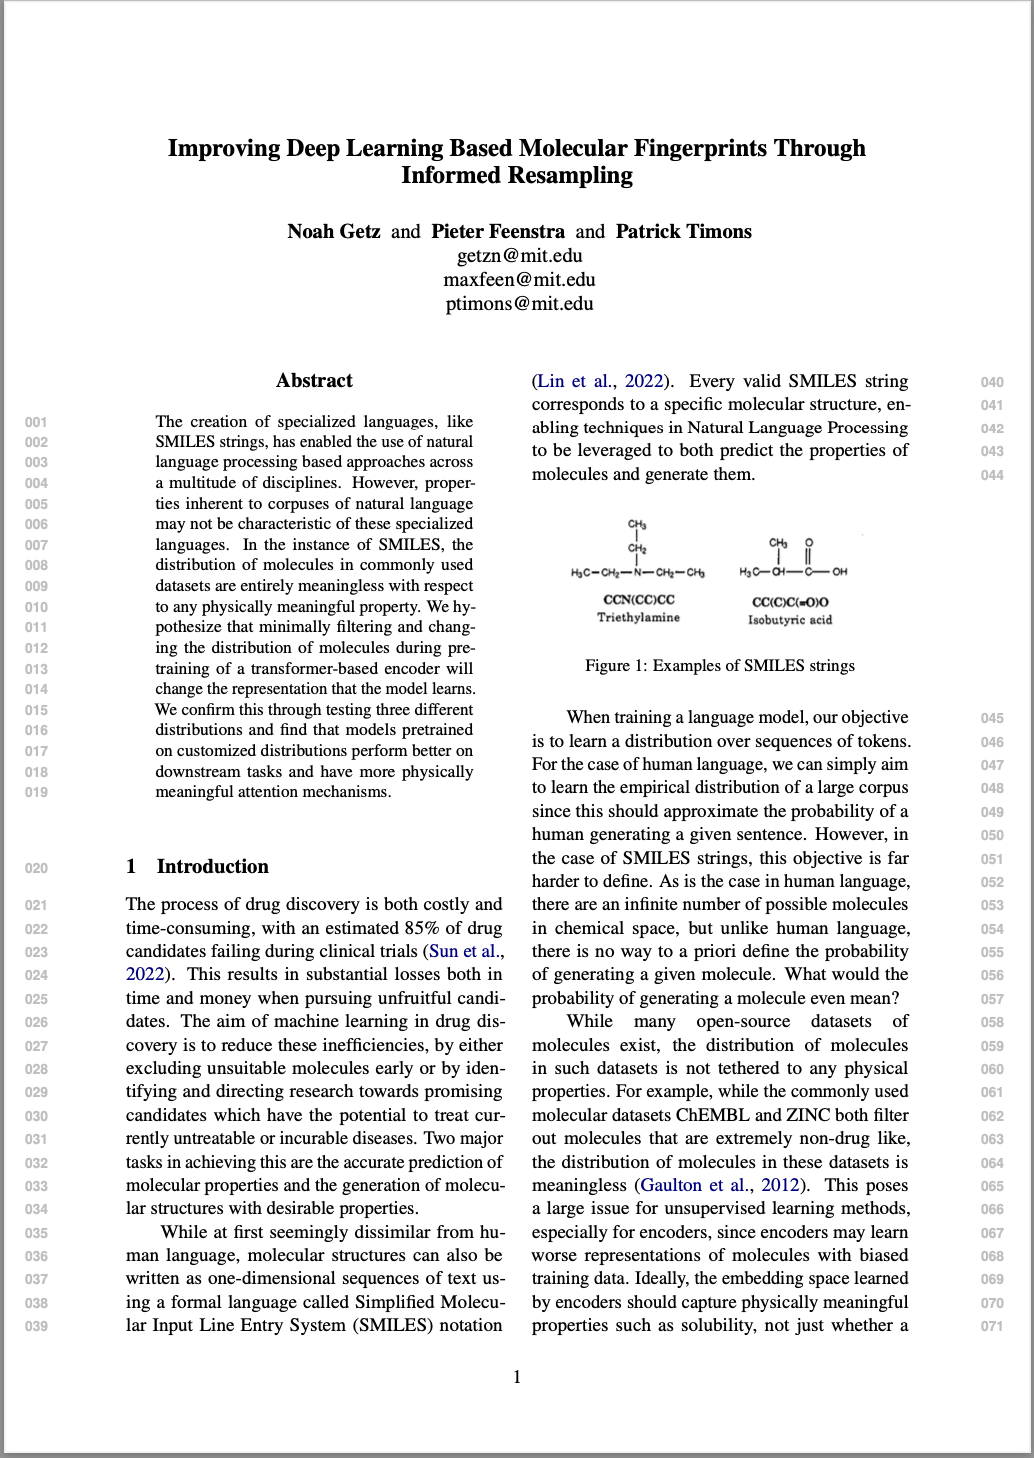 Improving Deep Learning Based Molecular Fingerprints Through
Informed Resampling
Noah Getz and Pieter Feenstra and Patrick Timons
getzn@mit.edu
maxfeen@mit.edu
ptimons@mit.edu
Abstract
001 The creation of specialized languages, like
002 SMILES strings, has enabled the use of natural
003 language processing based approaches across
004 a multitude of disciplines. However, proper-
005 ties inherent to corpuses of natural language
006 may not be characteristic of these specialized
007 languages. In the instance of SMILES, the
008 distribution of molecules in commonly used
009 datasets are entirely meaningless with respect
010 to any physically meaningful property. We hy-
011 pothesize that minimally filtering and chang-
012 ing the distribution of molecules during pre-
013 training of a transformer-based encoder will
014 change the representation that the model learns.
015 We confirm this through testing three different
016 distributions and find that models pretrained
017 on customized distributions perform better on
018 downstream tasks and have more physically
019 meaningful attention mechanisms.
020 1 Introduction
021 The process of drug discovery is both costly and
022 time-consuming, with an estimated 85% of drug
023 candidates failing during clinical trials (Sun et al.,
024 2022). This results in substantial losses both in
025 time and money when pursuing unfruitful candi-
026 dates. The aim of machine learning in drug dis-
027 covery is to reduce these inefficiencies, by either
028 excluding unsuitable molecules early or by iden-
029 tifying and directing research towards promising
030 candidates which have the potential to treat cur-
031 rently untreatable or incurable diseases. Two major
032 tasks in achieving this are the accurate prediction of
033 molecular properties and the generation of molecu-
034 lar structures with desirable properties.
035 While at first seemingly dissimilar from hu-
036 man language, molecular structures can also be
037 written as one-dimensional sequences of text us-
038 ing a formal language called Simplified Molecu-
039 lar Input Line Entry System (SMILES) notation
(Lin et al., 2022). Every valid SMILES string 040
corresponds to a specific molecular structure, en- 041
abling techniques in Natural Language Processing 042
to be leveraged to both predict the properties of 043
molecules and generate them. 044
CH₃
CH₂
H₃C—CH₂—N—CH₂—CH₃
CCN(CC)CC
Triethylamine
CH₃ O
H₃C—CH—C—OH
CC(C)C(=O)O
Isobutyric acid
Figure 1: Examples of SMILES strings
When training a language model, our objective 045
is to learn a distribution over sequences of tokens. 046
For the case of human language, we can simply aim 047
to learn the empirical distribution of a large corpus 048
since this should approximate the probability of a 049
human generating a given sentence. However, in 050
the case of SMILES strings, this objective is far 051
harder to define. As is the case in human language, 052
there are an infinite number of possible molecules 053
in chemical space, but unlike human language, 054
there is no way to a priori define the probability 055
of generating a given molecule. What would the 056
probability of generating a molecule even mean? 057
While many open-source datasets of 058
molecules exist, the distribution of molecules 059
in such datasets is not tethered to any physical 060
properties. For example, while the commonly used 061
molecular datasets ChEMBL and ZINC both filter 062
out molecules that are extremely non-drug like, 063
the distribution of molecules in these datasets is 064
meaningless (Gaulton et al., 2012). This poses 065
a large issue for unsupervised learning methods, 066
especially for encoders, since encoders may learn 067
worse representations of molecules with biased 068
training data. Ideally, the embedding space learned 069
by encoders should capture physically meaningful 070
properties such as solubility, not just whether a 071
1